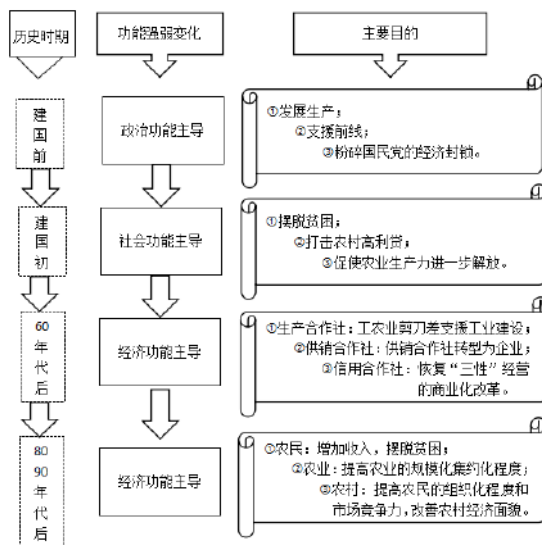 历史时期
功能强弱变化
主要目的
建国前
政治功能主导
①发展生产；
②支援前线；
③粉碎国民党的经济封锁。
建国初
社会功能主导
①摆脱贫困；
②打击农村高利贷；
③促使农业生产力进一步解放。
60年代后
经济功能主导
①生产合作社：工农业剪刀差支援工业建设；
②供销合作社：供销合作社转型为企业；
③信用合作社：恢复“三性”经营
的商业化改革。
80
90年代后
经济功能主导
①农民：增加收入，摆脱贫困；
②农业：提高农业的规模化集约化程度；
③农村：提高农民的组织化程度和
市场竞争力，改善农村经济面貌。